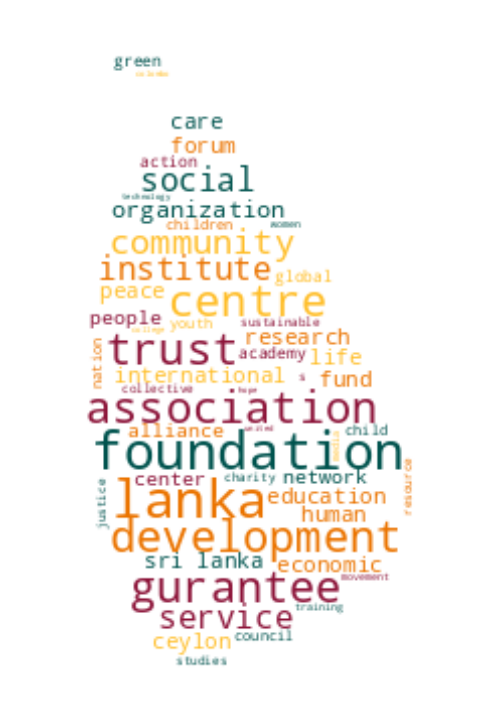 green
sri lanka
care
forum
action
social
technology
organization
children women
community
institute global
peace centre
people college youth sustainable
trust research
nation academy life
international s fund
collective hope
association
alliance united child
foundation
center charity network resource
justice lanka education
human
development
sri lanka economic
gurantee movement
service training
ceylon council
studies